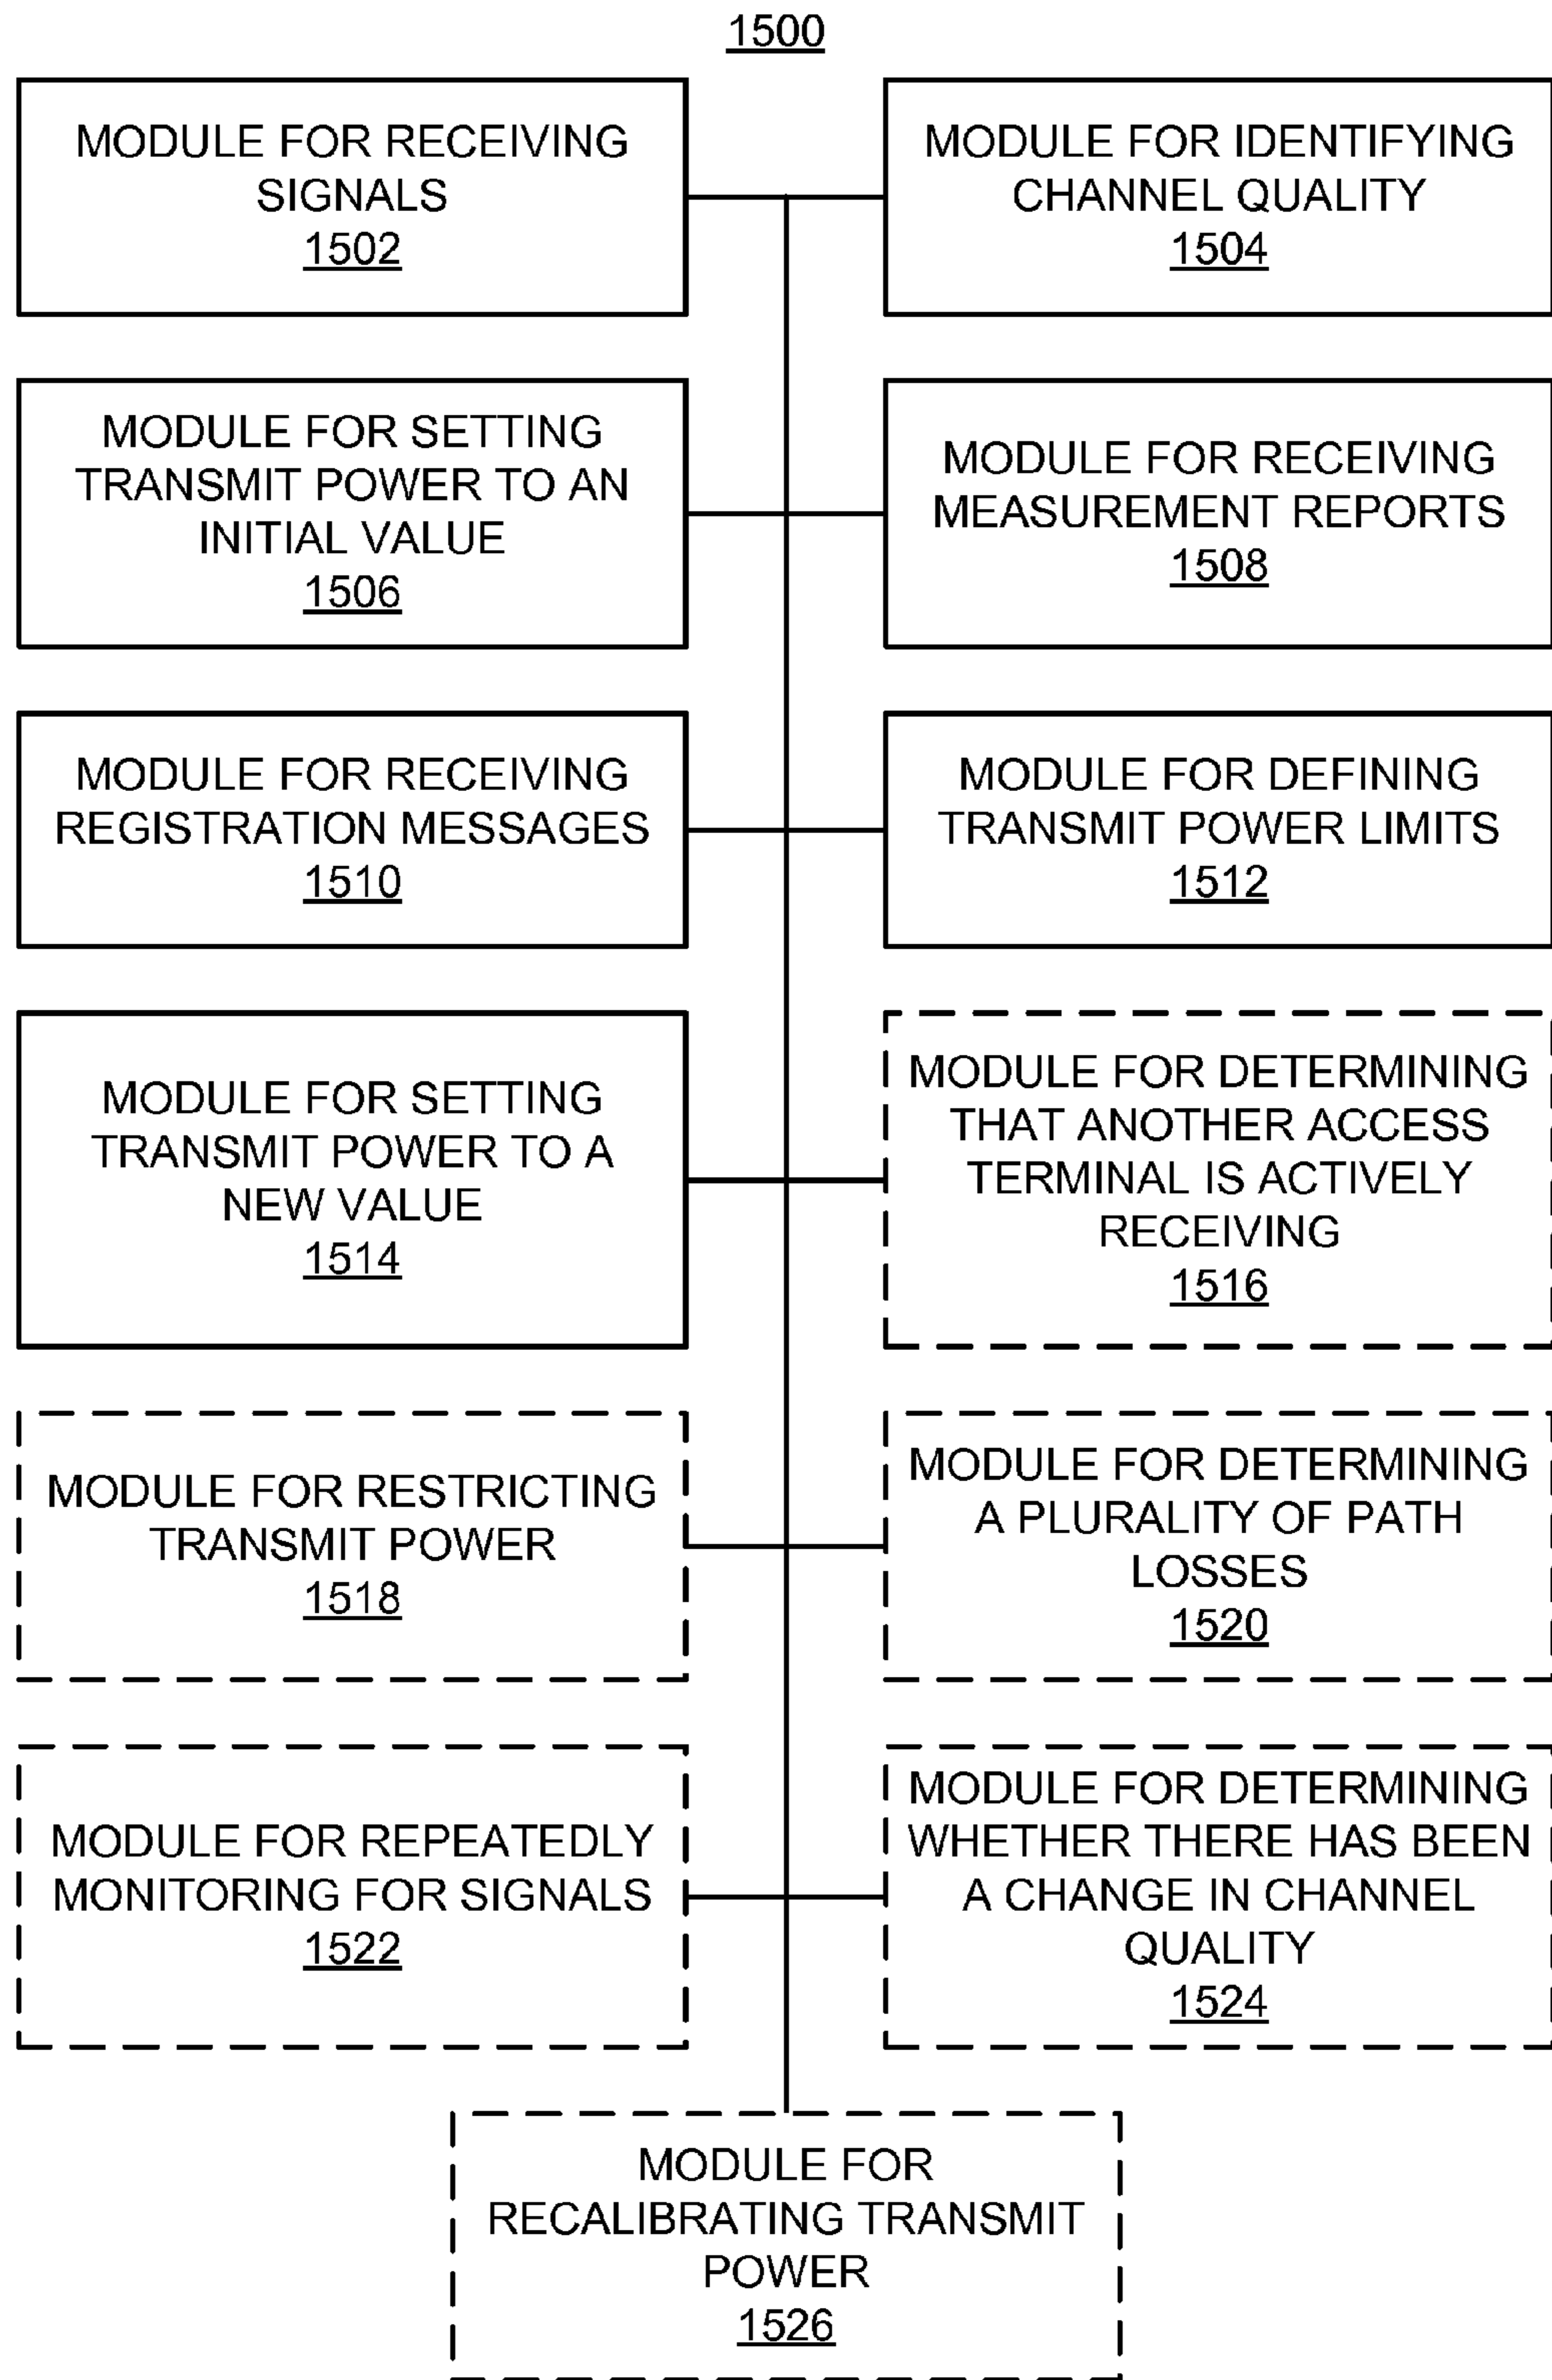 1500
MODULE FOR RECEIVING
SIGNALS
1502
MODULE FOR IDENTIFYING
CHANNEL QUALITY
1504
MODULE FOR SETTING
TRANSMIT POWER TO AN
INITIAL VALUE
1506
MODULE FOR RECEIVING
MEASUREMENT REPORTS
1508
MODULE FOR RECEIVING
REGISTRATION MESSAGES
1510
MODULE FOR DEFINING
TRANSMIT POWER LIMITS
1512
MODULE FOR SETTING
TRANSMIT POWER TO A
NEW VALUE
1514
MODULE FOR DETERMINING
THAT ANOTHER ACCESS
TERMINAL IS ACTIVELY
RECEIVING
1516
MODULE FOR RESTRICTING
TRANSMIT POWER
1518
MODULE FOR DETERMINING
A PLURALITY OF PATH
LOSSES
1520
MODULE FOR REPEATEDLY
MONITORING FOR SIGNALS
1522
MODULE FOR DETERMINING
WHETHER THERE HAS BEEN
A CHANGE IN CHANNEL
QUALITY
1524
MODULE FOR
RECALIBRATING TRANSMIT
POWER
1526